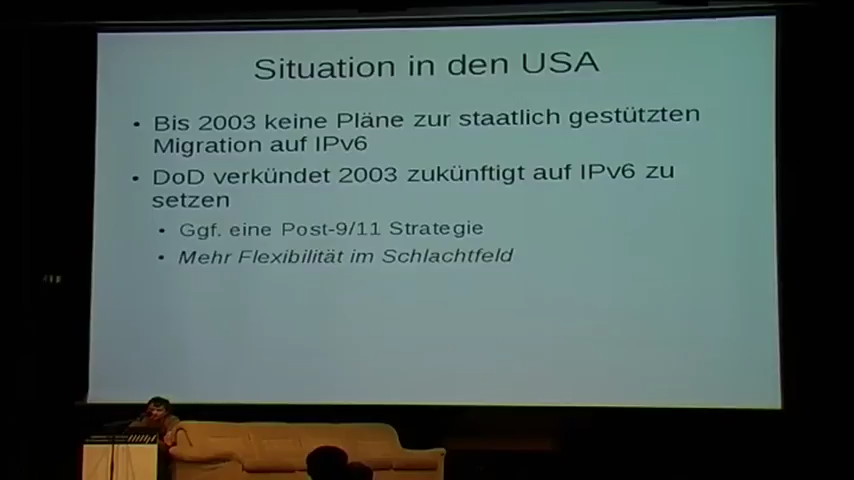 Situation in den USA
Bis 2003 keine Pläne zur staatlich gestützten
Migration auf IPv6
DoD verkündet 2003 zukünftigt auf IPv6 zu
setzen
Ggf. eine Post-9/11 Strategie
Mehr Flexibilität im Schlachtfeld